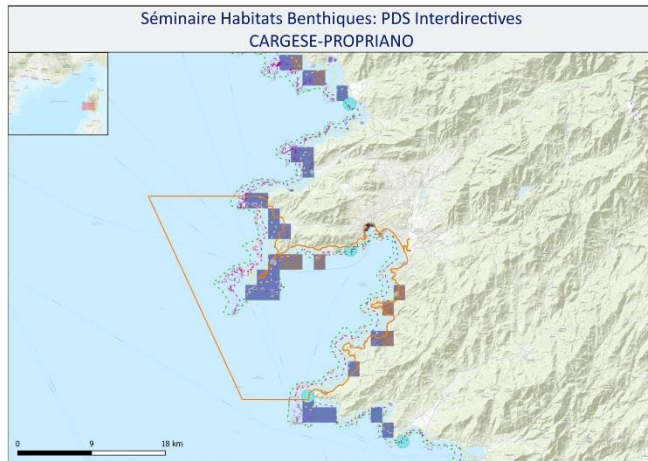 Séminaire Habitats Benthiques: PDS Interdirectives
CARGESE-PROPRIANO
0 9 18 km